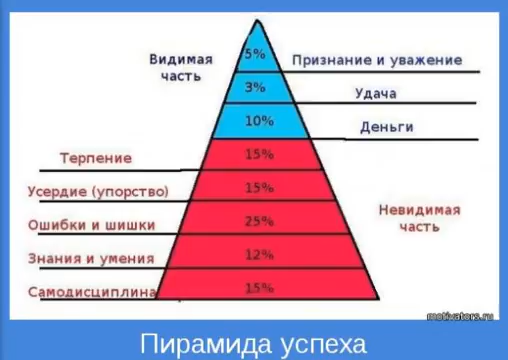 Видимая
часть
5%
Признание и уважение
3%
Удача
10%
Деньги
Терпение
15%
Усердие (упорство)
15%
Невидимая
часть
Ошибки и шишки
25%
Знания и умения
12%
Самодисциплина
15%
motivators.ru
Пирамида успеха